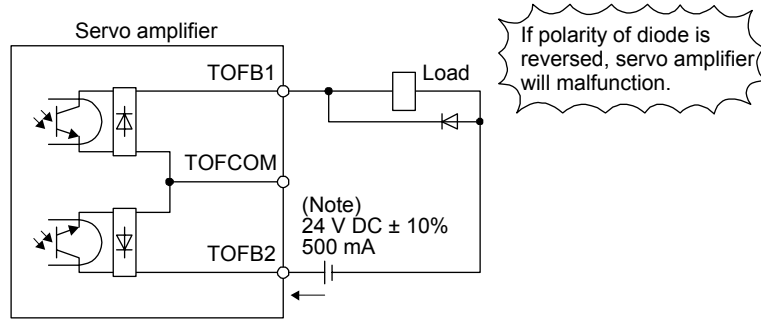 Servo amplifier
TOFB1
Load
If polarity of diode is
reversed, servo amplifier
will malfunction.
TOFCOM
(Note)
24 V DC ± 10%
500 mA
TOFB2